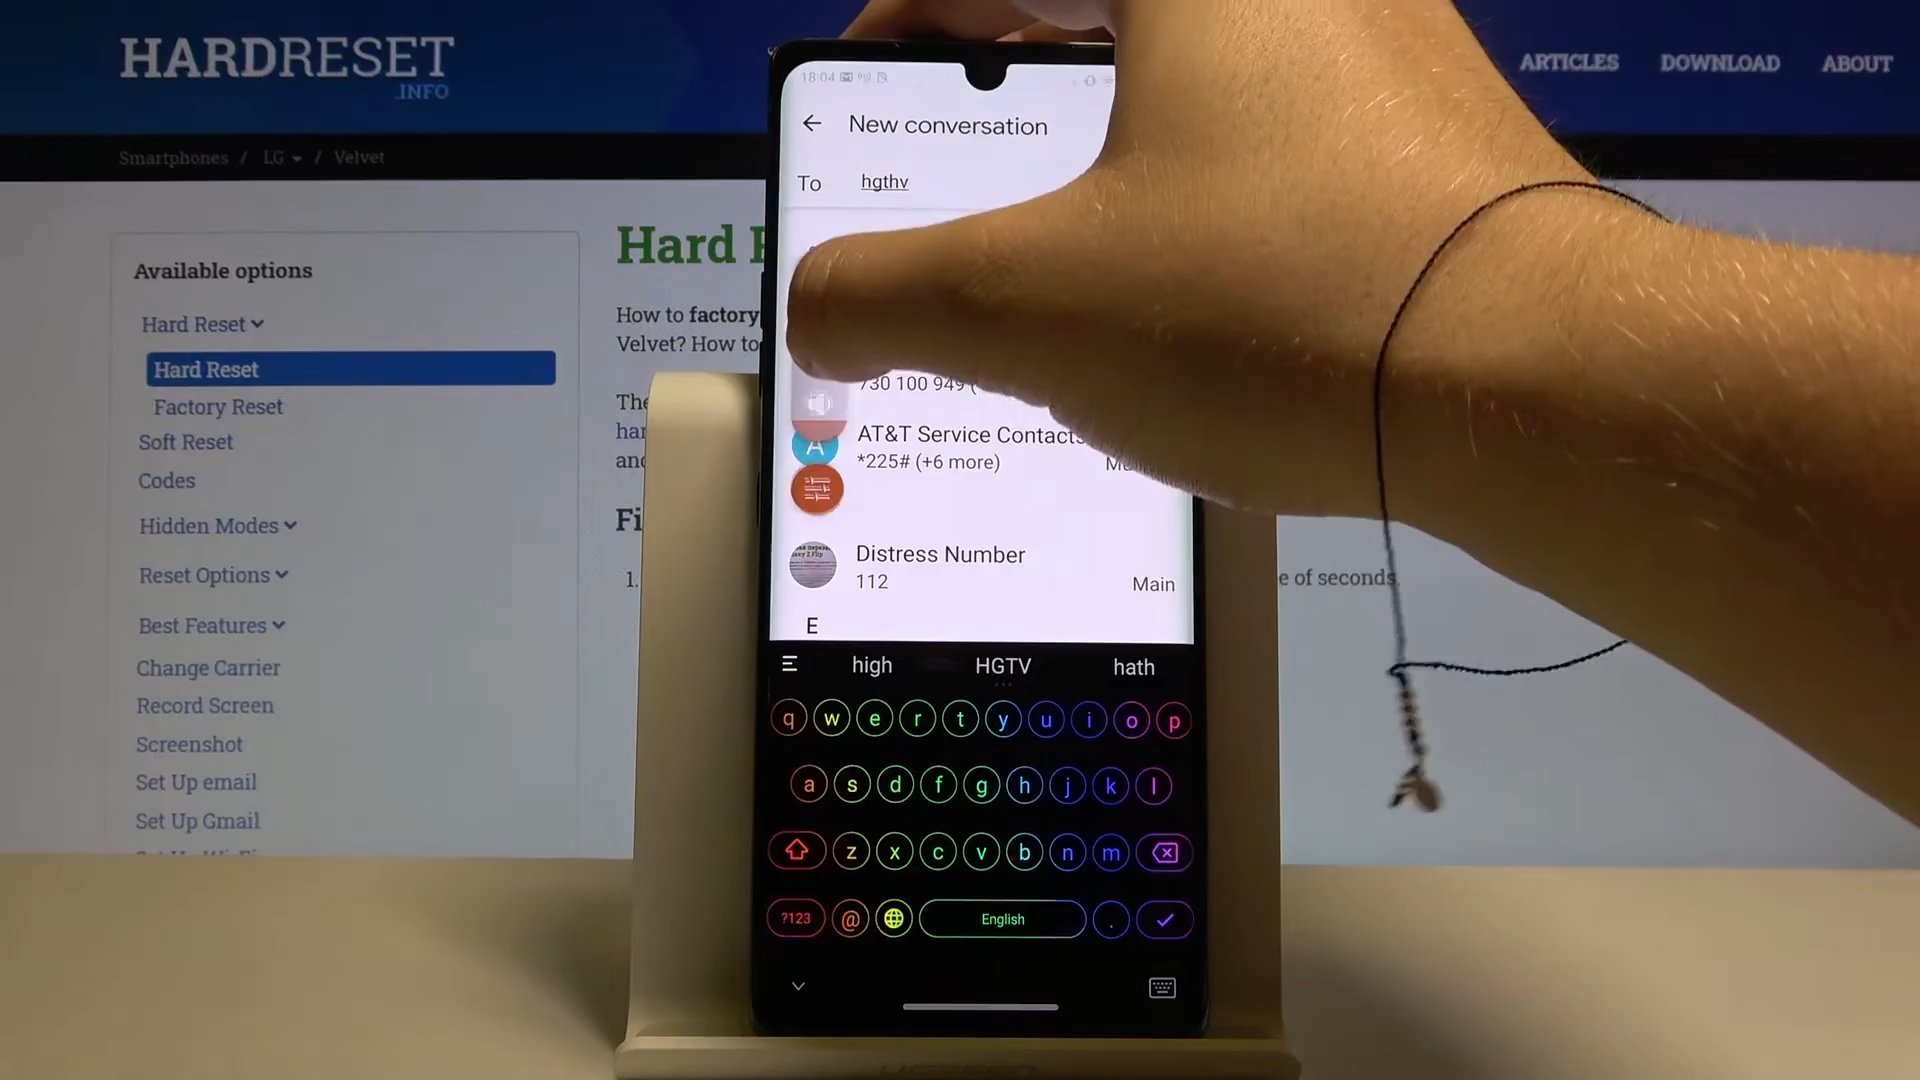 HARDRESET
.INFO
ARTICLES DOWNLOAD ABOUT
Smartphones / LG / Velvet
Available options
Hard Reset
Hard Reset
Factory Reset
Soft Reset
Codes
Hidden Modes
Reset Options
Best Features
Change Carrier
Record Screen
Screenshot
Set Up email
Set Up Gmail
Hard
How to factory
Velvet? How to
The
and
1.
e of seconds.
18:04
New conversation
To hgthv
730 100 949 (
AT&T Service Contacts
*225# (+6 more)
A
Distress Number
112 Main
E
high HGTV hath
q w e r t y u i o p
a s d f g h j k l
z x c v b n m
?123 @ English .